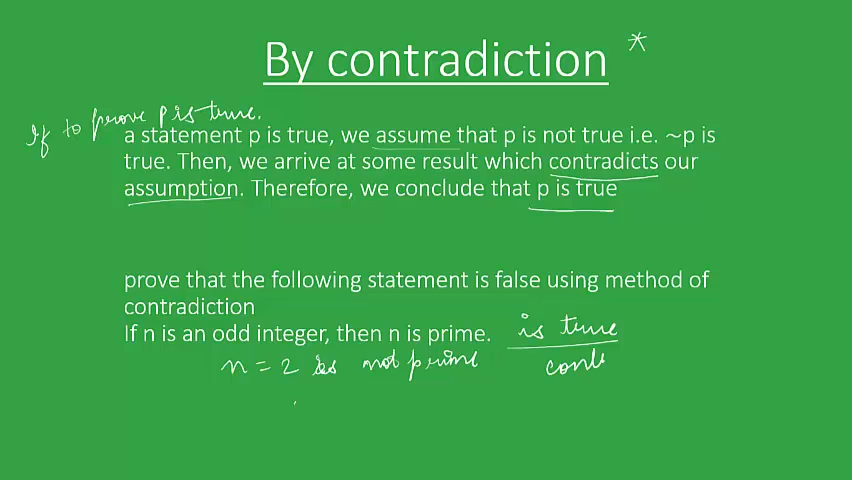 By contradiction *
If to prove p is true.
a statement p is true, we assume that p is not true i.e. ~p is
true. Then, we arrive at some result which contradicts our
assumption. Therefore, we conclude that p is true
prove that the following statement is false using method of
contradiction
If n is an odd integer, then n is prime. is true
n = 2 is not prime cont